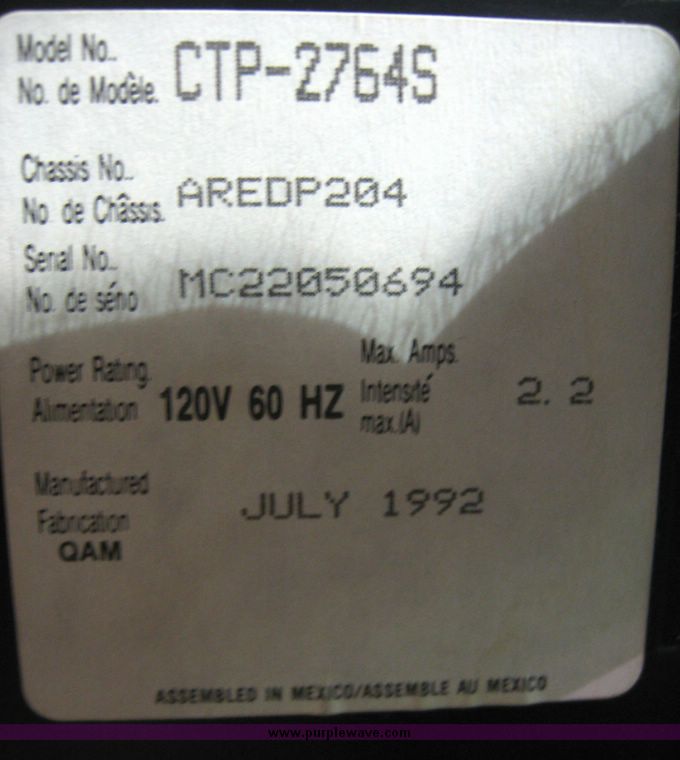 Model No..
No. de Modèle. CTP-2764S
Chassis No..
No de Châssis. AREDP204
Serial No..
No. de séno MC22050694
Power Rating. Max. Amps.
Alimentation 120V 60 HZ Intensité 2.2
max.(A)
Manufactured
Fabrication JULY 1992
QAM
ASSEMBLED IN MEXICO/ASSEMBLE AU MEXICO
www.purplewave.com